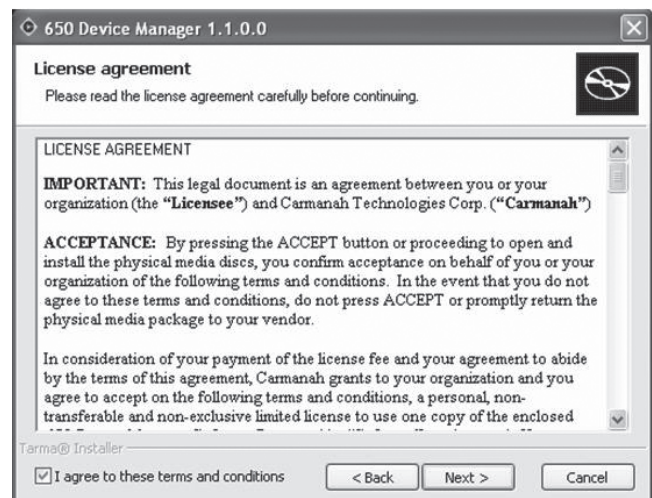 650 Device Manager 1.1.0.0
License agreement
Please read the license agreement carefully before continuing.
LICENSE AGREEMENT
IMPORTANT: This legal document is an agreement between you or your
organization (the “Licensee”) and Carmanah Technologies Corp. (“Carmanah”)
ACCEPTANCE: By pressing the ACCEPT button or proceeding to open and
install the physical media discs, you confirm acceptance on behalf of you or your
organization of the following terms and conditions. In the event that you do not
agree to these terms and conditions, do not press ACCEPT or promptly return the
physical media package to your vendor.
In consideration of your payment of the license fee and your agreement to abide
by the terms of this agreement, Carmanah grants to your organization and you
agree to accept on the following terms and conditions, a personal, non-
transferable and non-exclusive limited license to use one copy of the enclosed
Tarma® Installer
I agree to these terms and conditions
< Back
Next >
Cancel